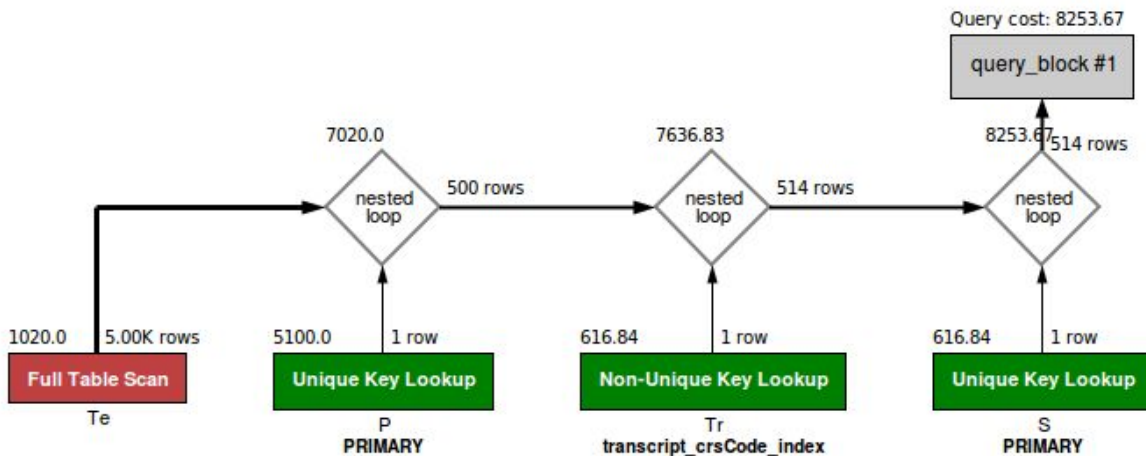 Query cost: 8253.67
query_block #1
7020.0
7636.83
8253.67
514 rows
nested
loop
500 rows
nested
loop
514 rows
nested
loop
1020.0
5.00K rows
5100.0
1 row
616.84
1 row
616.84
1 row
Full Table Scan
Unique Key Lookup
Non-Unique Key Lookup
Unique Key Lookup
Te
P
Tr
S
PRIMARY
transcript_crsCode_index
PRIMARY